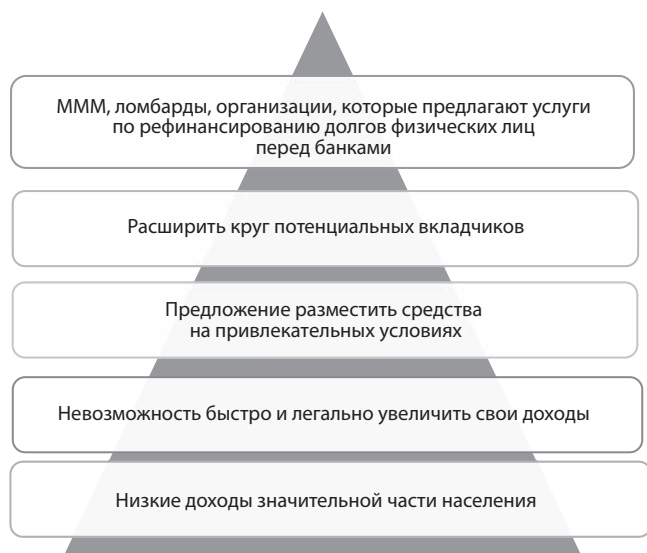 МММ, ломбарды, организации, которые предлагают услуги
по рефинансированию долгов физических лиц
перед банками
Расширить круг потенциальных вкладчиков
Предложение разместить средства
на привлекательных условиях
Невозможность быстро и легально увеличить свои доходы
Низкие доходы значительной части населения